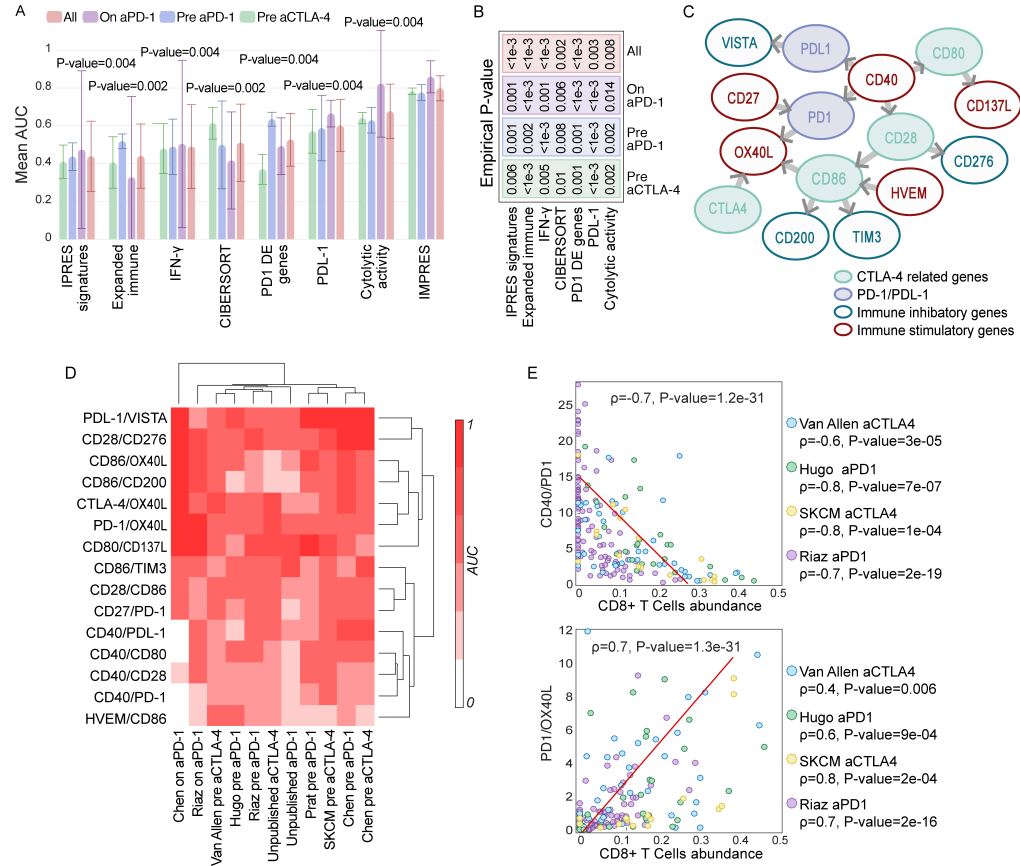 A
All
On aPD-1
Pre aPD-1
Pre aCTLA-4
Mean AUC
1
0.8
0.6
0.4
0.2
0
P-value=0.004
P-value=0.002
P-value=0.004
P-value=0.002
P-value=0.004
P-value=0.004
P-value=0.004
IPRES
signatures
Expanded
immune
IFN-γ
CIBERSORT
PD1 DE
genes
PDL-1
Cytolytic
activity
IMPRES
B
Empirical P-value
<1e-3 <1e-3 <1e-3 0.002 <1e-3 0.003 0.008
All
0.001 <1e-3 0.001 0.006 <1e-3 <1e-3 0.014
On
aPD-1
0.001 0.002 <1e-3 0.008 0.001 <1e-3 0.002
Pre
aPD-1
0.006 <1e-3 0.005 0.01 0.001 <1e-3 0.002
Pre
aCTLA-4
IPRES signatures
Expanded immune
IFN-γ
CIBERSORT
PD1 DE genes
PDL-1
Cytolytic activity
C
VISTA
PDL1
CD80
CD40
CD27
CD137L
PD1
OX40L
CD28
CD276
CD86
CTLA4
HVEM
CD200
TIM3
CTLA-4 related genes
PD-1/PDL-1
Immune inhibatory genes
Immune stimulatory genes
D
PDL-1/VISTA
CD28/CD276
CD86/OX40L
CD86/CD200
CTLA-4/OX40L
PD-1/OX40L
CD80/CD137L
CD86/TIM3
CD28/CD86
CD27/PD-1
CD40/PDL-1
CD40/CD80
CD40/CD28
CD40/PD-1
HVEM/CD86
Chen on aPD-1
Riaz on aPD-1
Van Allen pre aCTLA4
Hugo pre aPD-1
Riaz pre aPD-1
Unpublished aCTLA-4
Unpublished aPD-1
Prat pre aPD-1
SKCM pre aCTLA4
Chen pre aPD-1
Chen pre aCTLA-4
1
AUC
0
E
ρ=-0.7, P-value=1.2e-31
CD40/PD1
25
20
15
10
5
0
0 0.1 0.2 0.3 0.4 0.5
CD8+ T Cells abundance
Van Allen aCTLA4
ρ=-0.6, P-value=3e-05
Hugo aPD1
ρ=-0.8, P-value=7e-07
SKCM aCTLA4
ρ=-0.8, P-value=1e-04
Riaz aPD1
ρ=-0.7, P-value=2e-19
ρ=0.7, P-value=1.3e-31
PD1/OX40L
12
10
8
6
4
2
0
0 0.1 0.2 0.3 0.4 0.5
CD8+ T Cells abundance
Van Allen aCTLA4
ρ=0.4, P-value=0.006
Hugo aPD1
ρ=0.6, P-value=9e-04
SKCM aCTLA4
ρ=0.8, P-value=2e-04
Riaz aPD1
ρ=0.7, P-value=2e-16